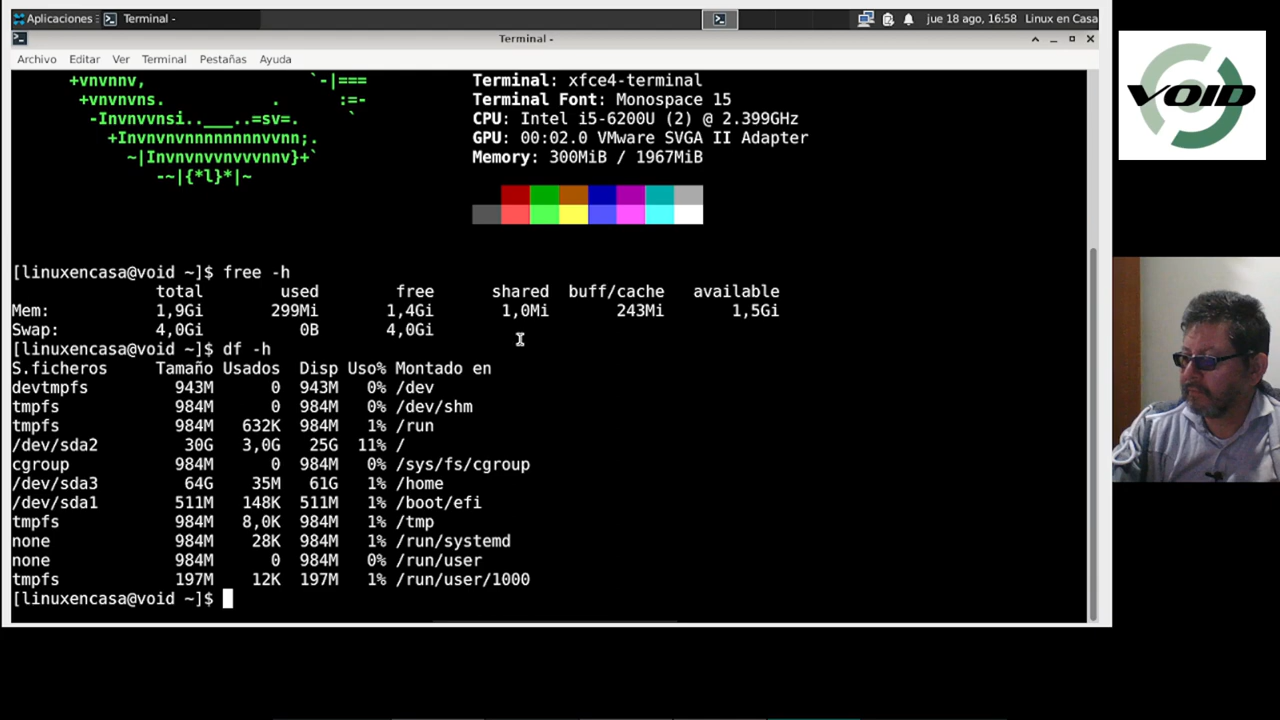 Aplicaciones
Terminal -
jue 18 ago, 16:58
Linux en Casa
Terminal -
Archivo Editar Ver Terminal Pestañas Ayuda
+vnvnnv, `-|===
+vnvnvns. . :=-
-Invnvvnsi..___..=sv=. `
+Invnvnvnnnnnnnnvvnn;.
~|Invnvnvvnvvvnnv}+`
-~|{*l}*|~
Terminal: xfce4-terminal
Terminal Font: Monospace 15
CPU: Intel i5-6200U (2) @ 2.399GHz
GPU: 00:02.0 VMware SVGA II Adapter
Memory: 300MiB / 1967MiB
[linuxencasa@void ~]$ free -h
total used free shared buff/cache available
Mem: 1,9Gi 299Mi 1,4Gi 1,0Mi 243Mi 1,5Gi
Swap: 4,0Gi 0B 4,0Gi
[linuxencasa@void ~]$ df -h
S.ficheros Tamaño Usados Disp Uso% Montado en
devtmpfs 943M 0 943M 0% /dev
tmpfs 984M 0 984M 0% /dev/shm
tmpfs 984M 632K 984M 1% /run
/dev/sda2 30G 3,0G 25G 11% /
cgroup 984M 0 984M 0% /sys/fs/cgroup
/dev/sda3 64G 35M 61G 1% /home
/dev/sda1 511M 148K 511M 1% /boot/efi
tmpfs 984M 8,0K 984M 1% /tmp
none 984M 28K 984M 1% /run/systemd
none 984M 0 984M 0% /run/user
tmpfs 197M 12K 197M 1% /run/user/1000
[linuxencasa@void ~]$
VOID